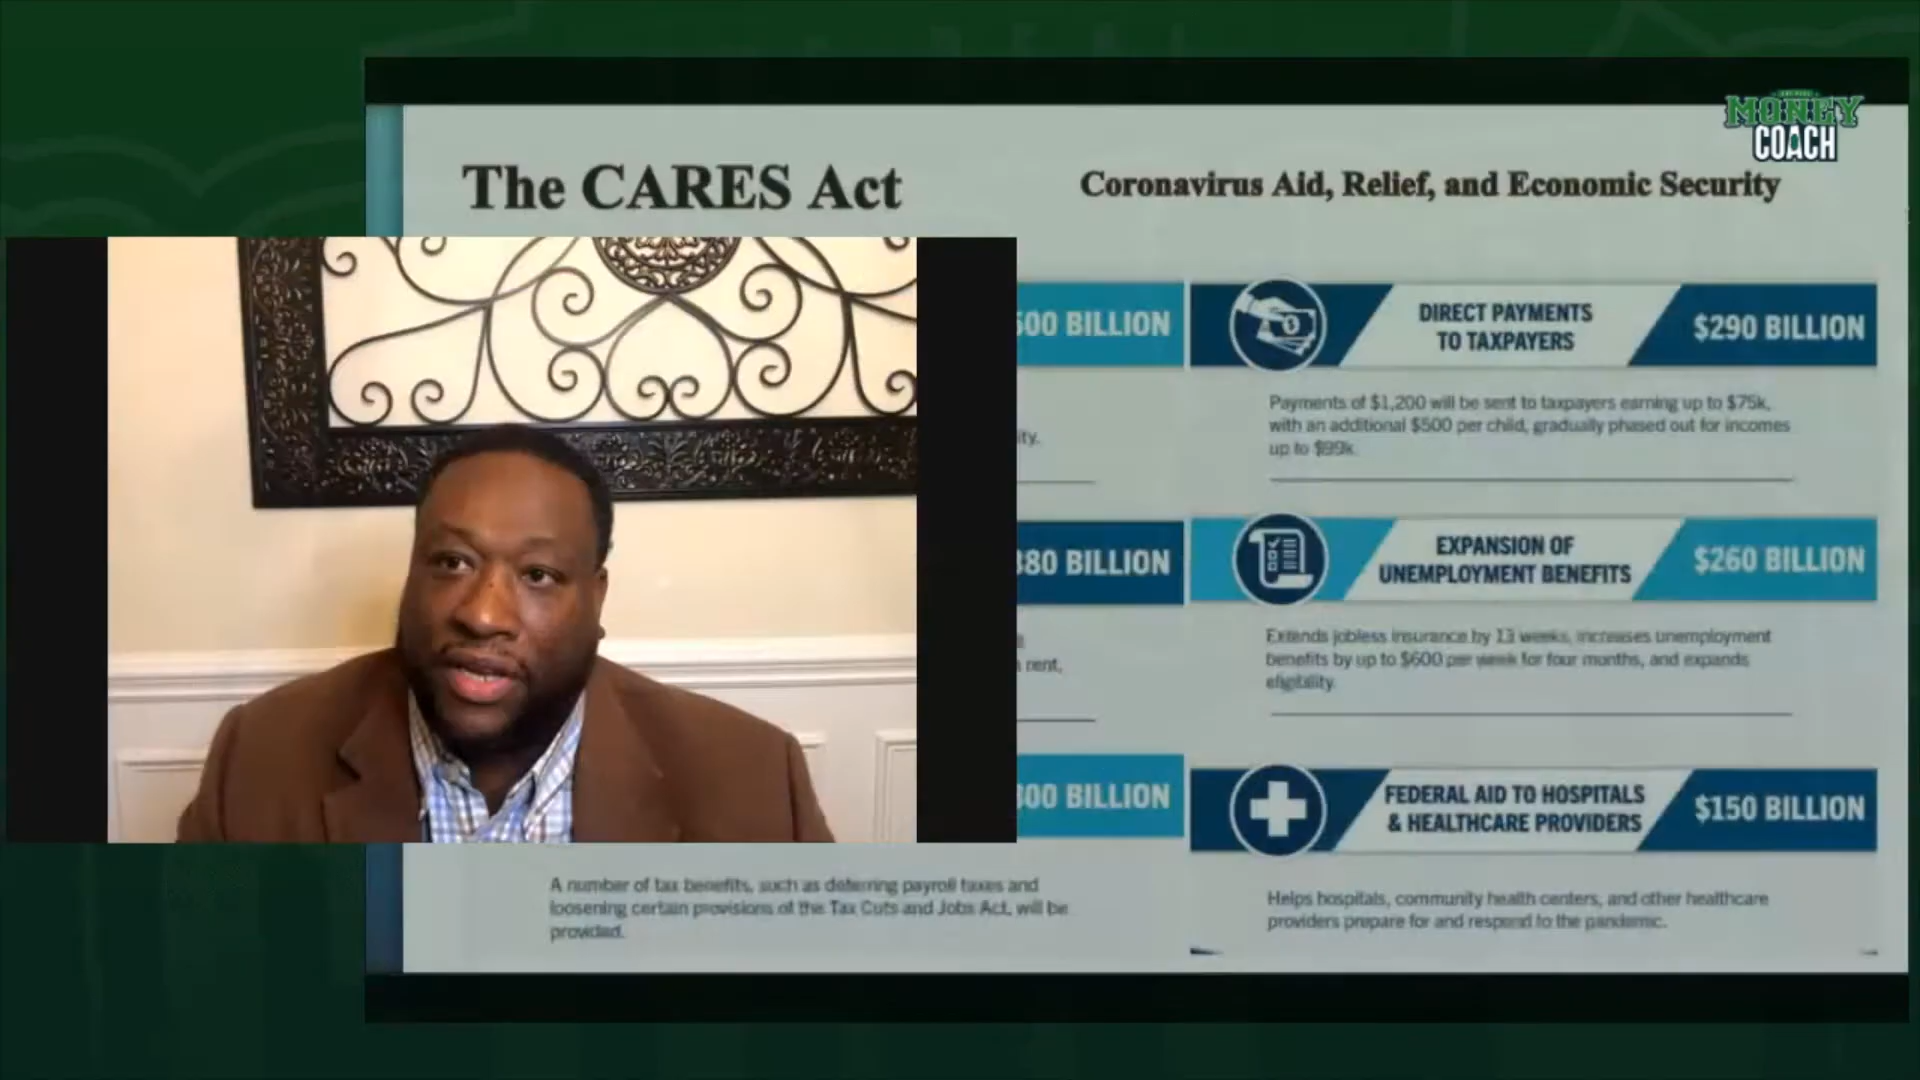 MONEY
COACH
The CARES Act
Coronavirus Aid, Relief, and Economic Security
00 BILLION
DIRECT PAYMENTS
TO TAXPAYERS
$290 BILLION
Payments of $1,200 will be sent to taxpayers earning up to $75k,
with an additional $500 per child, gradually phased out for incomes
up to $99k.
ity.
80 BILLION
EXPANSION OF
UNEMPLOYMENT BENEFITS
$260 BILLION
Extends jobless insurance by 13 weeks, increases unemployment
benefits by up to $600 per week for four months, and expands
eligibility.
rent,
00 BILLION
FEDERAL AID TO HOSPITALS
& HEALTHCARE PROVIDERS
$150 BILLION
A number of tax benefits, such as deferring payroll taxes and
loosening certain provisions of the Tax Cuts and Jobs Act, will be
provided.
Helps hospitals, community health centers, and other healthcare
providers prepare for and respond to the pandemic.